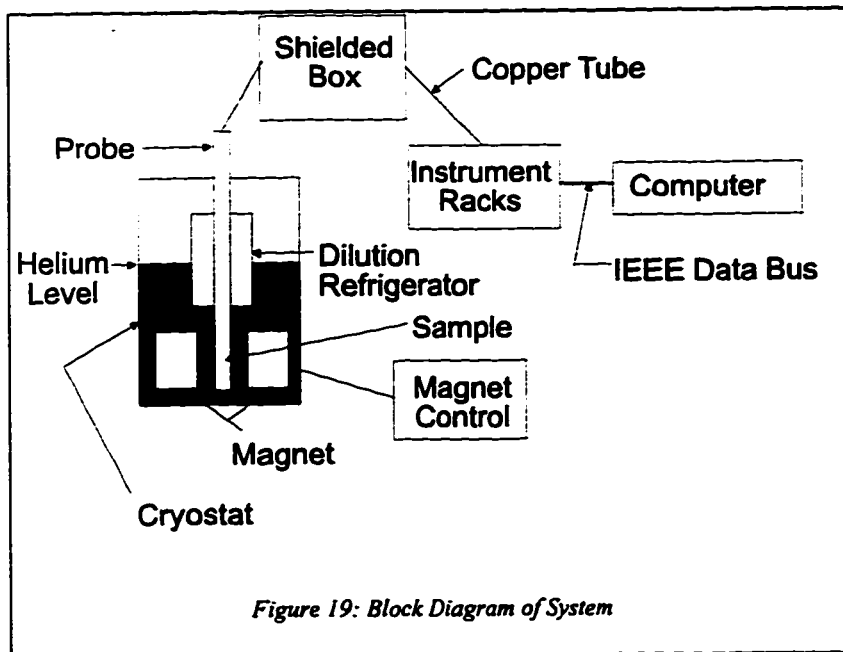 Shielded
Box
Copper Tube
Probe
Instrument
Racks
Computer
Helium
Level
Dilution
Refrigerator
IEEE Data Bus
Sample
Magnet
Control
Magnet
Cryostat
Figure 19: Block Diagram of System